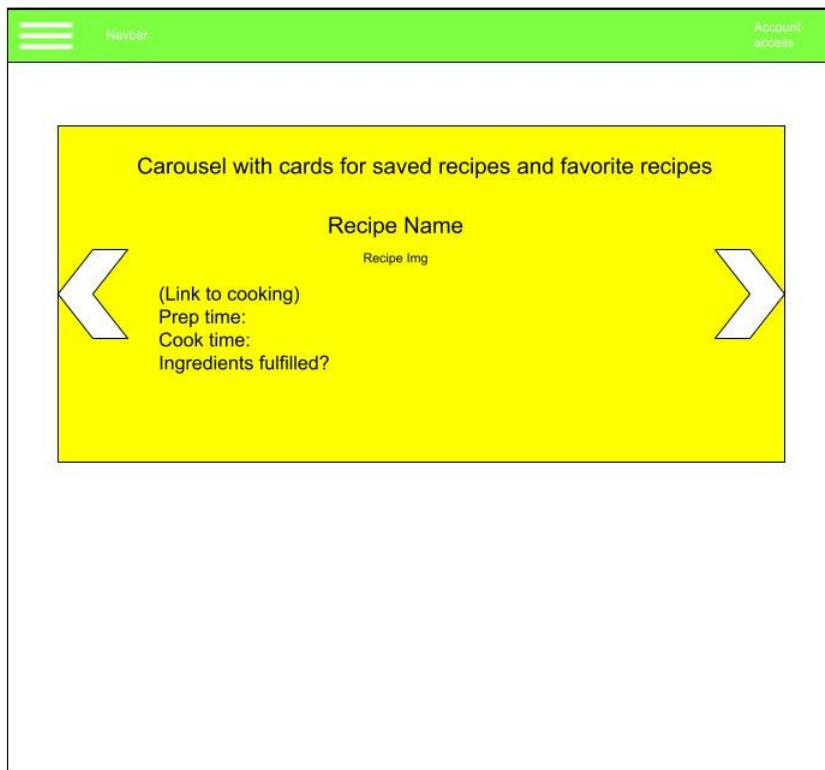 Navbar
Account
access
Carousel with cards for saved recipes and favorite recipes
Recipe Name
Recipe Img
(Link to cooking)
Prep time:
Cook time:
Ingredients fulfilled?